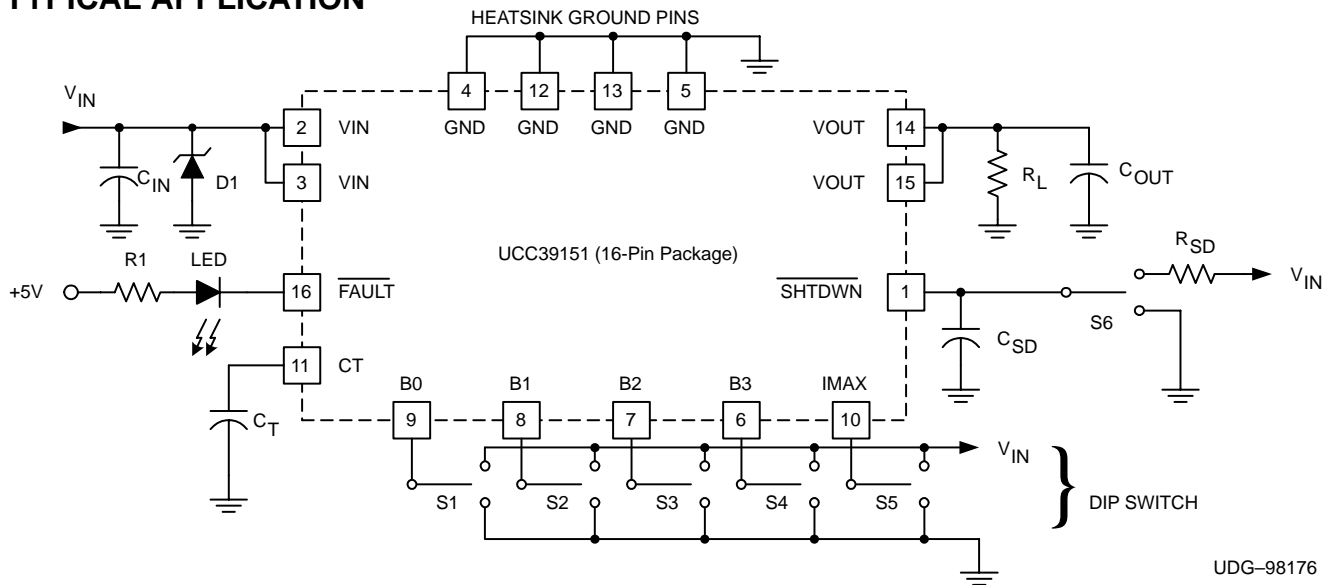 TYPICAL APPLICATION
HEATSINK GROUND PINS
VIN
4
12
13
5
GND
GND
GND
GND
2
VIN
VOUT
14
CIN
D1
3
VIN
VOUT
15
RL
COUT
UCC39151 (16-Pin Package)
R1
LED
RSD
+5V
16
FAULT
SHTDWN
1
VIN
S6
CSD
11
CT
B0
B1
B2
B3
IMAX
CT
9
8
7
6
10
VIN
S1
S2
S3
S4
S5
DIP SWITCH
UDG–98176